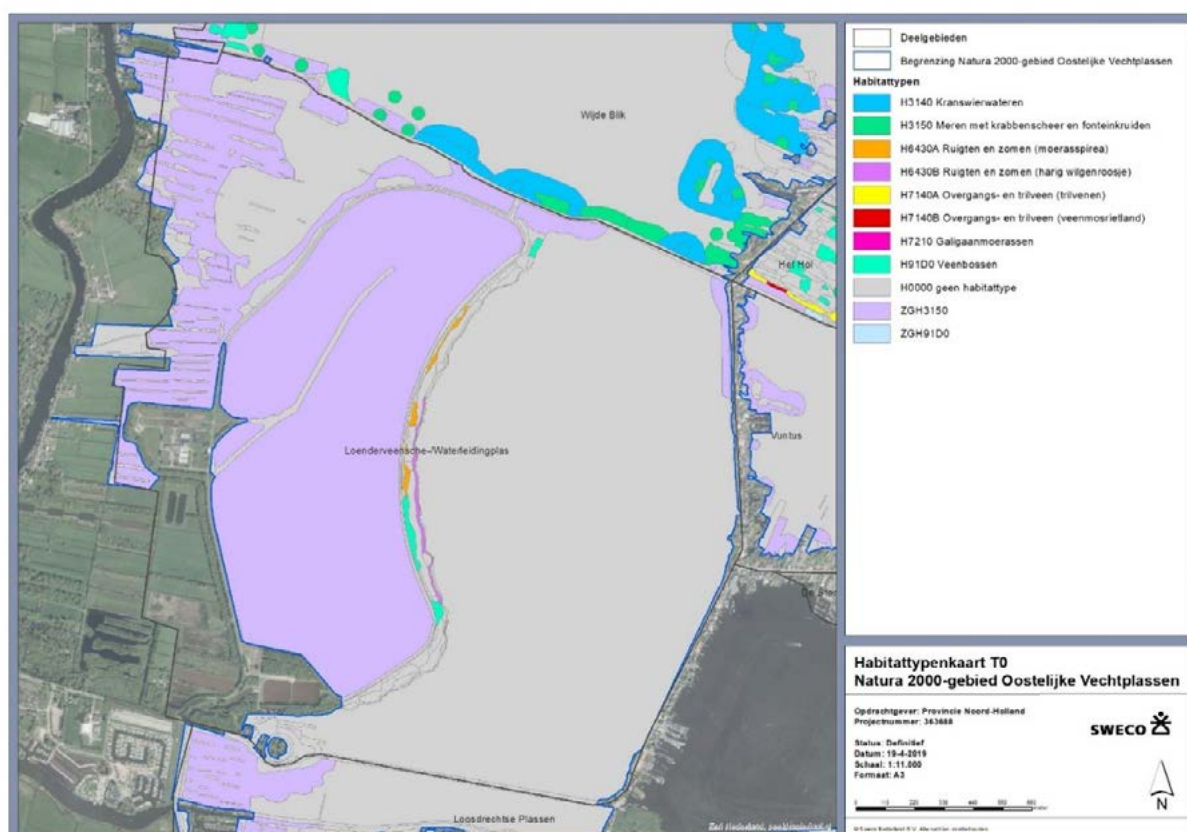 Wijde Blik
Het Hol
Loenderveensche-/Waterleidingplas
Vuntus
Loosdrechtse Plassen
Deelgebieden
Begrenzing Natura 2000-gebied Oostelijke Vechtplassen
Habitattypen
H3140 Kranswierwateren
H3150 Meren met krabbenscheer en fonteinkruiden
H6430A Ruigten en zomen (moerasspirea)
H6430B Ruigten en zomen (harig wilgenroosje)
H7140A Overgangs- en trilveen (trilvenen)
H7140B Overgangs- en trilveen (veenmosrietland)
H7210 Galigaanmoerassen
H91D0 Veenbossen
H0000 geen habitattype
ZGH3150
ZGH91D0
Habitattypenkaart T0
Natura 2000-gebied Oostelijke Vechtplassen
Opdrachtgever: Provincie Noord-Holland
Projectnummer: 363688
SWECO
Status: Definitief
Datum: 19-4-2019
Schaal: 1:11.000
Formaat: A3
N